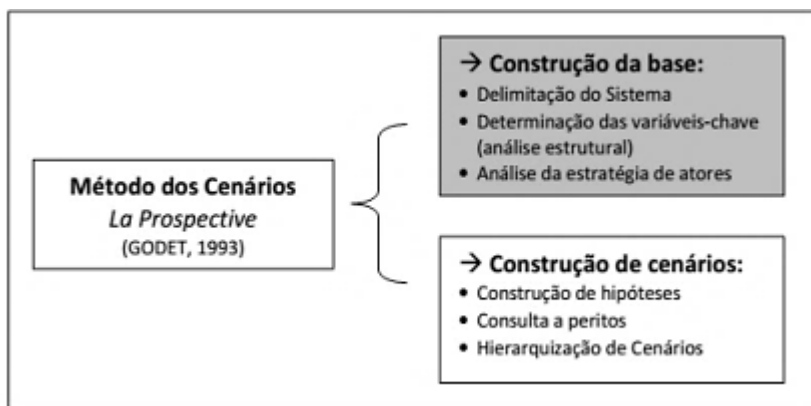 Método dos Cenários
La Prospective
(GODET, 1993)
→ Construção da base:
• Delimitação do Sistema
• Determinação das variáveis-chave
(análise estrutural)
• Análise da estratégia de atores
→ Construção de cenários:
• Construção de hipóteses
• Consulta a peritos
• Hierarquização de Cenários